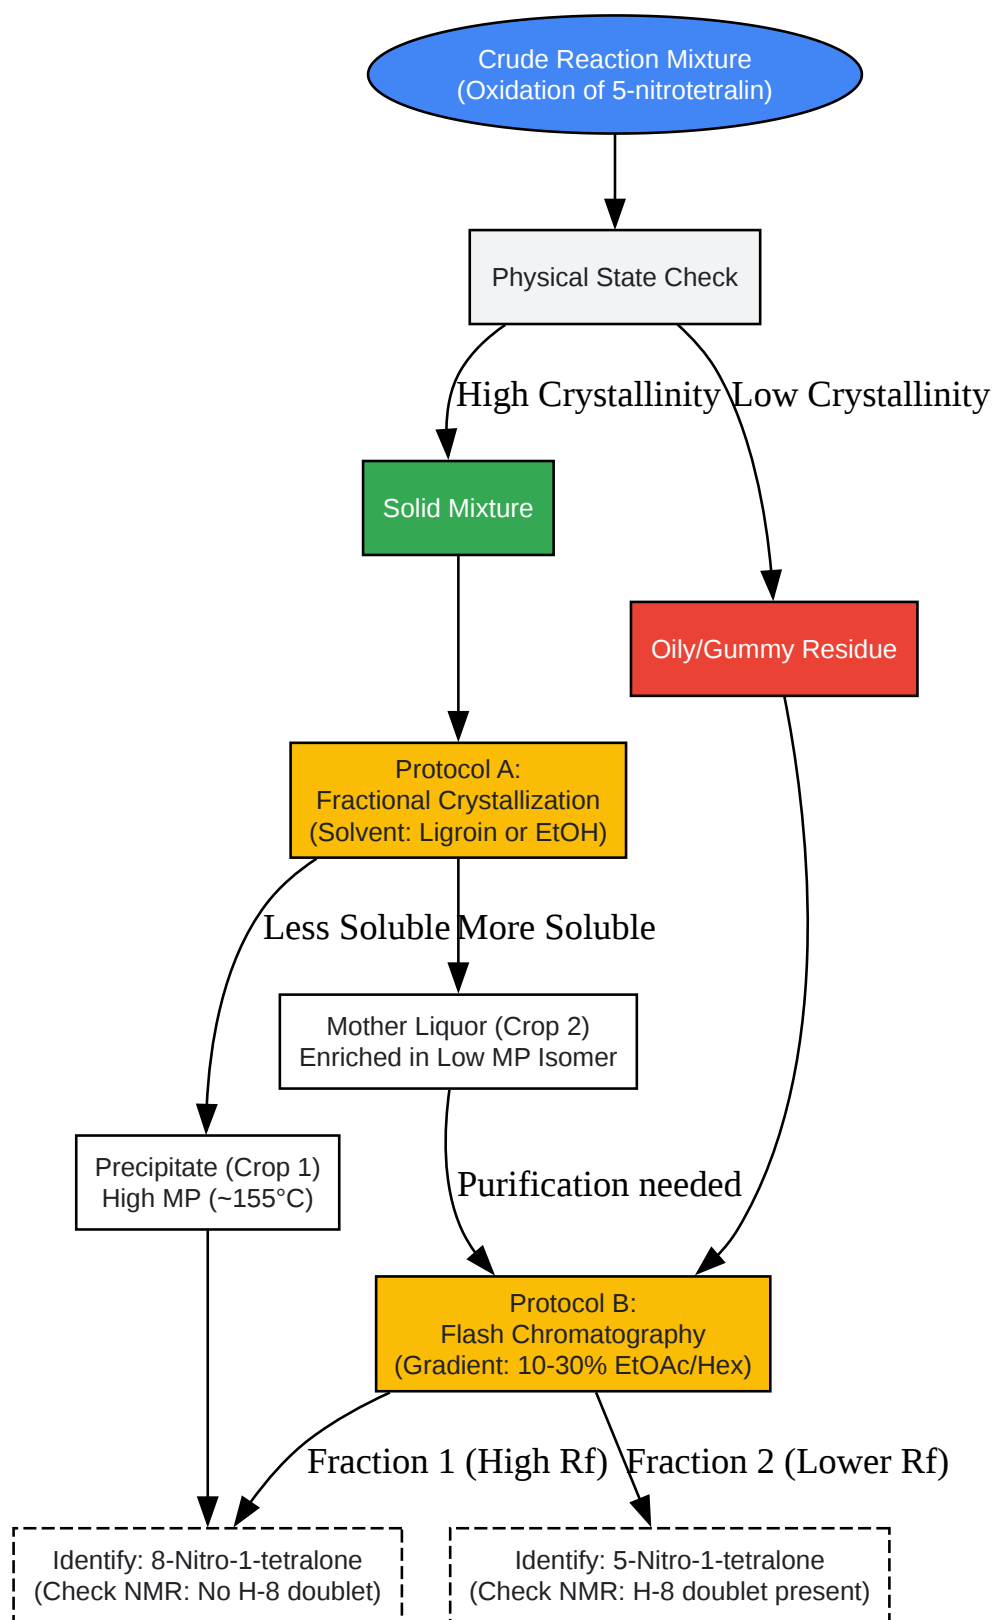 Crude Reaction Mixture
(Oxidation of 5-nitrotetralin)
Physical State Check
High Crystallinity
Low Crystallinity
Solid Mixture
Oily/Gummy Residue
Protocol A:
Fractional Crystallization
(Solvent: Ligroin or EtOH)
Less Soluble
More Soluble
Mother Liquor (Crop 2)
Enriched in Low MP Isomer
Precipitate (Crop 1)
High MP (~155°C)
Purification needed
Protocol B:
Flash Chromatography
(Gradient: 10-30% EtOAc/Hex)
Fraction 1 (High Rf)
Fraction 2 (Lower Rf)
Identify: 8-Nitro-1-tetralone
(Check NMR: No H-8 doublet)
Identify: 5-Nitro-1-tetralone
(Check NMR: H-8 doublet present)